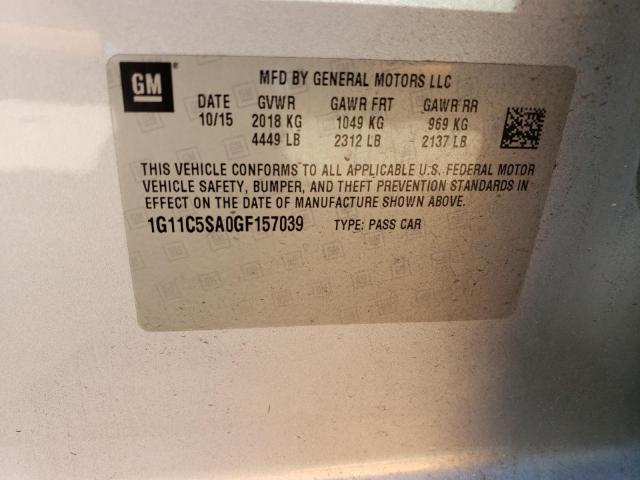 GM ®
MFD BY GENERAL MOTORS LLC
DATE GVWR GAWR FRT GAWR RR
10/15 2018 KG 1049 KG 969 KG
4449 LB 2312 LB 2137 LB
THIS VEHICLE CONFORMS TO ALL APPLICABLE U.S. FEDERAL MOTOR
VEHICLE SAFETY, BUMPER, AND THEFT PREVENTION STANDARDS IN
EFFECT ON THE DATE OF MANUFACTURE SHOWN ABOVE.
1G11C5SA0GF157039 TYPE: PASS CAR